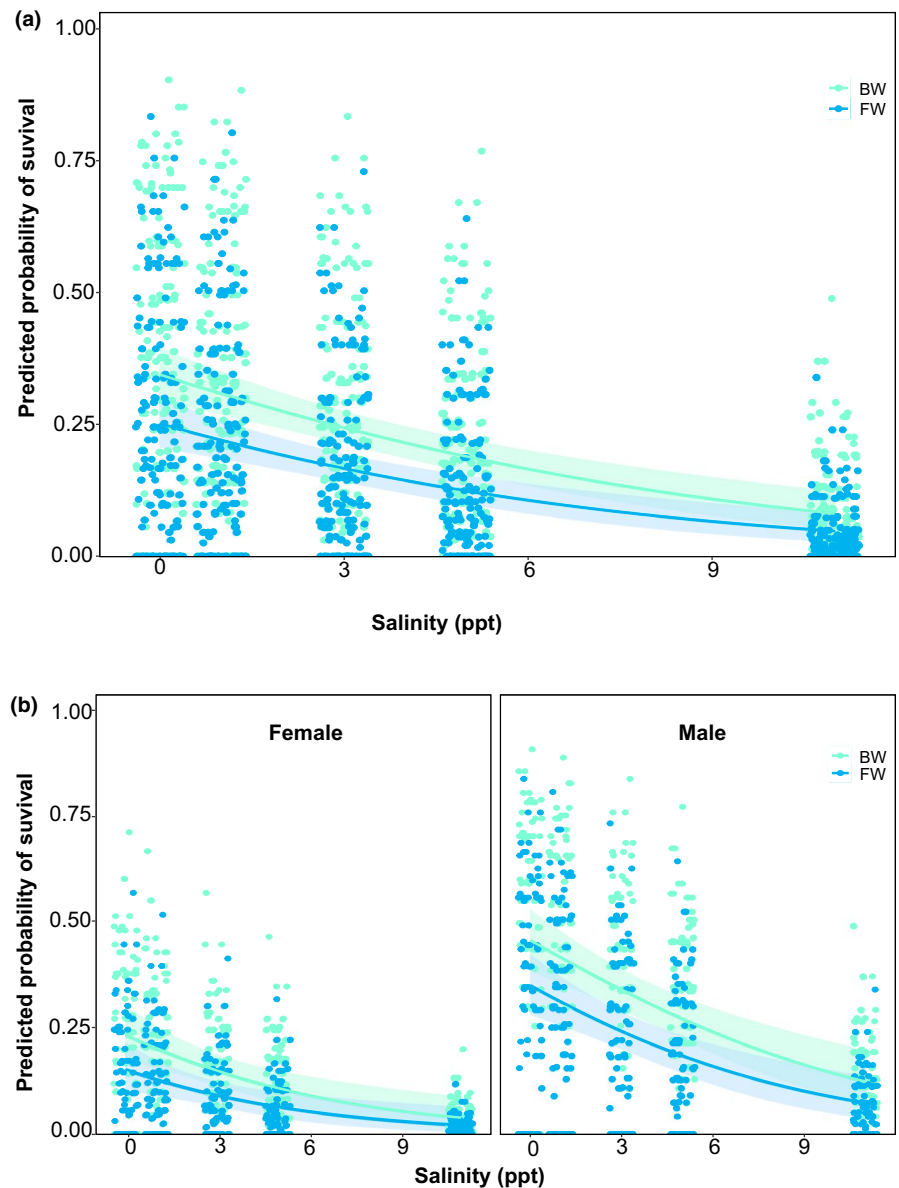 (a)
1.00
0.75
0.50
0.25
0.00
Predicted probability of suvival
BW
FW
0 3 6 9
Salinity (ppt)
(b)
1.00
0.75
0.50
0.25
0.00
Predicted probability of suvival
Female
Male
BW
FW
0 3 6 9
0 3 6 9
Salinity (ppt)